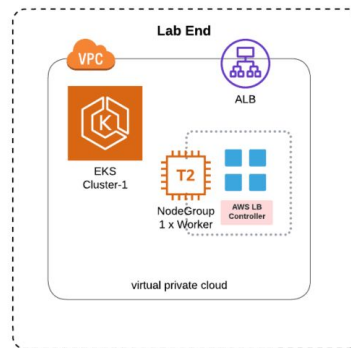 Lab End
VPC
ALB
EKS
Cluster-1
T2
NodeGroup
1 x Worker
AWS LB
Controller
virtual private cloud